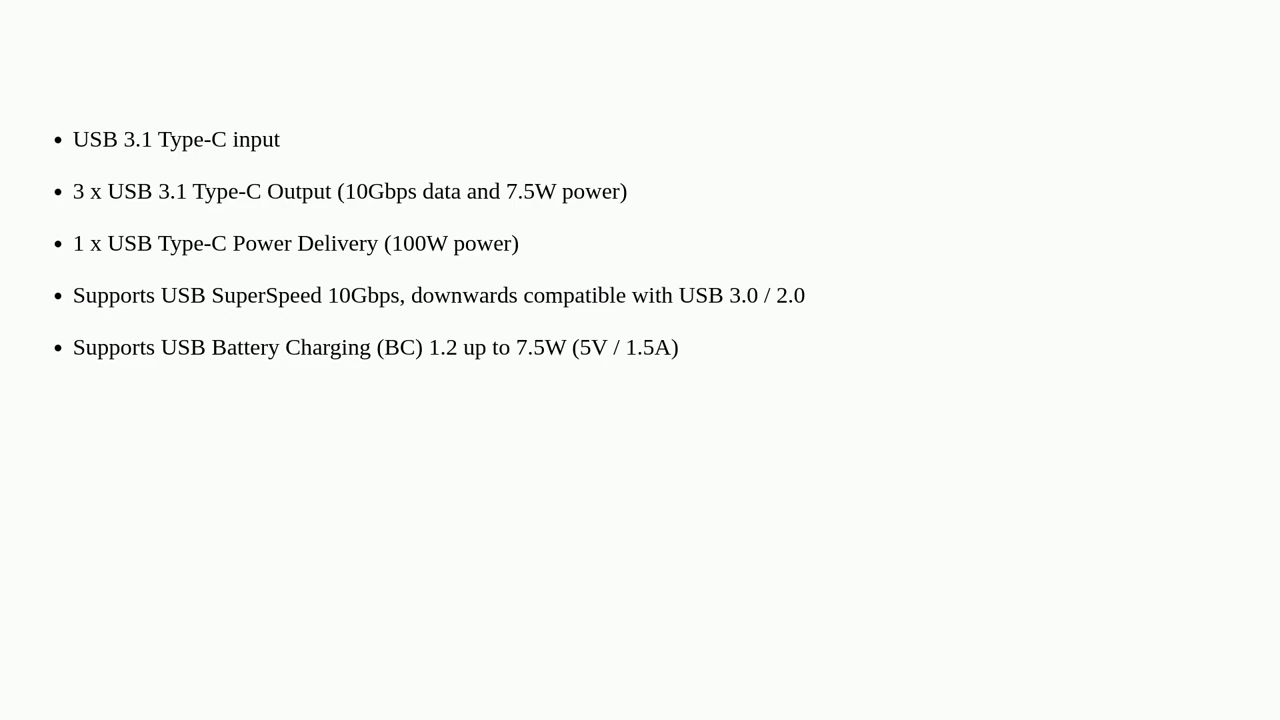 • USB 3.1 Type-C input
• 3 x USB 3.1 Type-C Output (10Gbps data and 7.5W power)
• 1 x USB Type-C Power Delivery (100W power)
• Supports USB SuperSpeed 10Gbps, downwards compatible with USB 3.0 / 2.0
• Supports USB Battery Charging (BC) 1.2 up to 7.5W (5V / 1.5A)